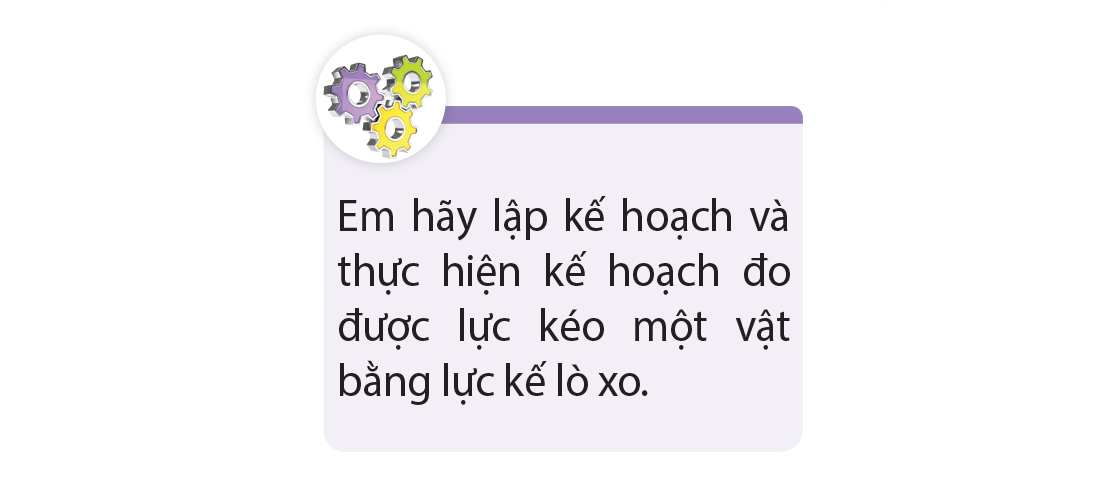 Em hãy lập kế hoạch và
thực hiện kế hoạch đo
được lực kéo một vật
bằng lực kế lò xo.